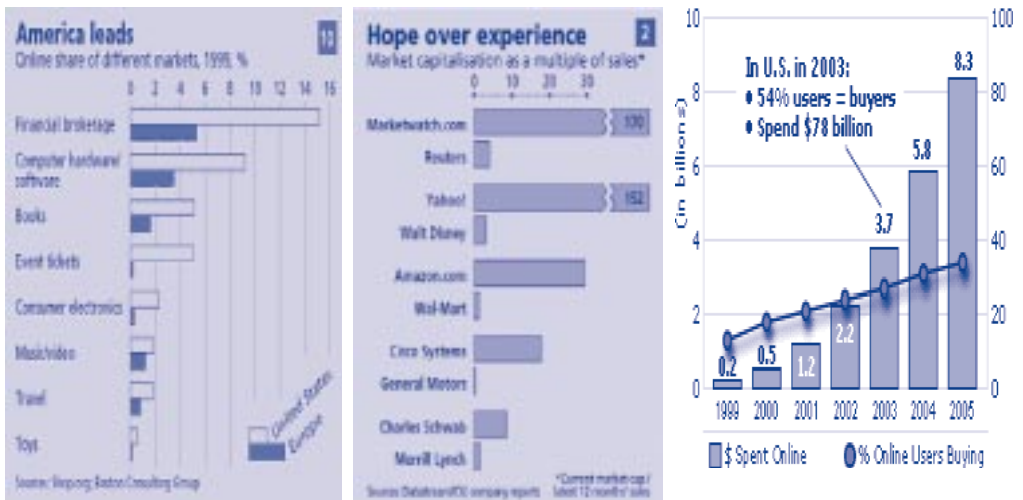 America leads
Online share of different markets, 1999, %
0 2 4 6 8 10 12 14 16
Financial brokerage
Computer hardware/
software
Books
Event tickets
Consumer electronics
Music/video
Travel
Toys
United States
Europe
Source: Shop.org; Boston Consulting Group
Hope over experience
2
Market capitalisation as a multiple of sales*
0 10 20 30
Marketwatch.com
170
Reuters
Yahoo!
152
Walt Disney
Amazon.com
Wal-Mart
Cisco Systems
General Motors
Charles Schwab
Merrill Lynch
*Current market cap/
latest 12 months' sales
company reports
10
8
6
4
2
0
(in billions)
100
80
60
40
20
0
In U.S. in 2003:
• 54% users = buyers
• Spend $78 billion
0.2
0.5
1.2
2.2
3.7
5.8
8.3
1999 2000 2001 2002 2003 2004 2005
$ Spent Online
% Online Users Buying